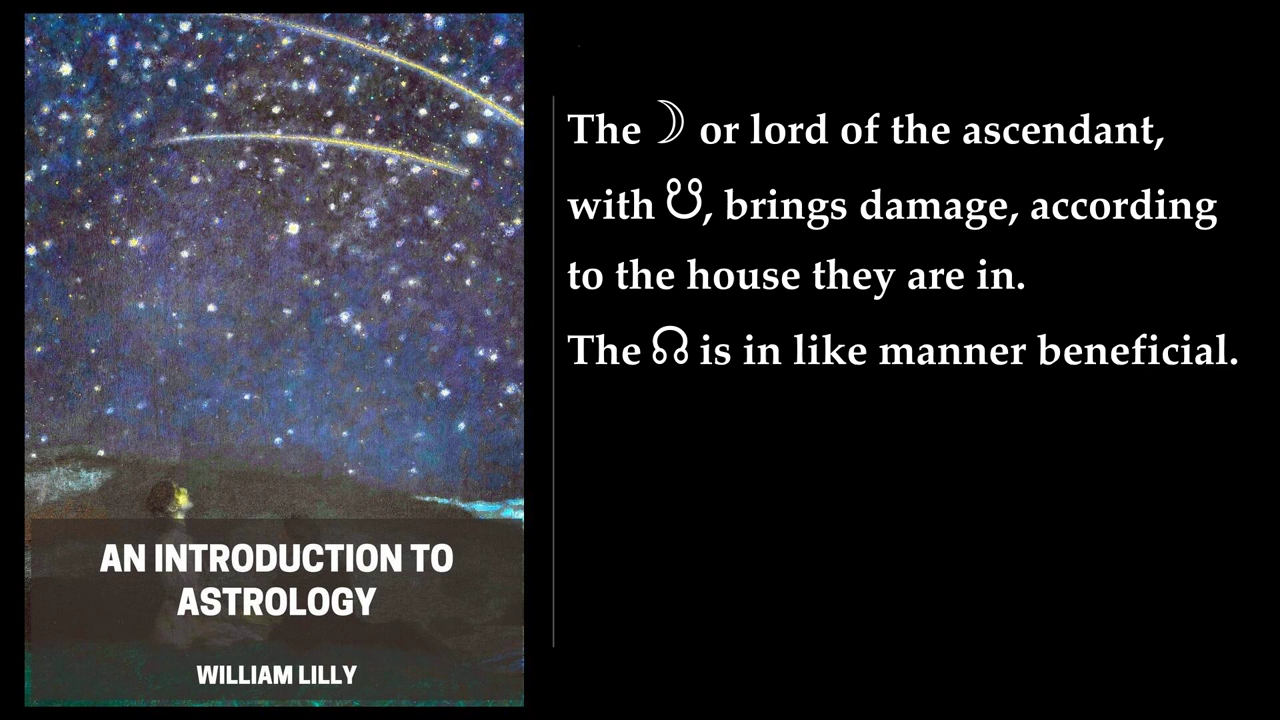 AN INTRODUCTION TO
ASTROLOGY
WILLIAM LILLY
The ☽ or lord of the ascendant,
with ☋, brings damage, according
to the house they are in.
The ☊ is in like manner beneficial.